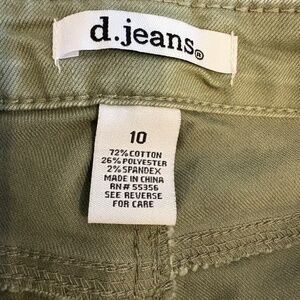 d.jeans®
10
72% COTTON
26% POLYESTER
2% SPANDEX
MADE IN CHINA
RN # 55356
SEE REVERSE
FOR CARE